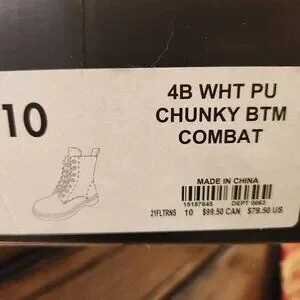 10
4B WHT PU
CHUNKY BTM
COMBAT
MADE IN CHINA
15187645 DEPT 0093
21FLTRNS 10 $99.50 CAN $79.50 US